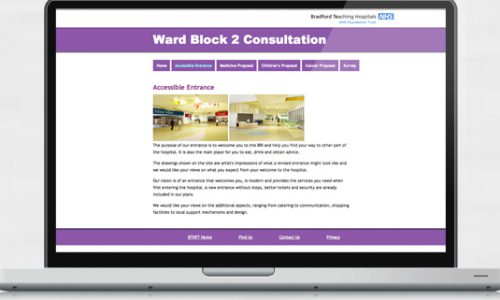 Bradford Teaching Hospitals NHS
NHS Foundation Trust
Ward Block 2 Consultation
Home Accessible Entrance Medicine Proposal Children's Proposal Cancer Proposal Survey
Accessible Entrance
The purpose of our entrance is to welcome you to the BRI and help you find your way to other part of
the hospital. It is also the main place for you to eat, drink and obtain advice.
The drawings shown on the site are artist's impressions of what a revised entrance might look like and
we would like your views on what you expect from your welcome to the hospital.
Our vision is of an entrance that welcomes you, is modern and provides the services you need when
first entering the hospital. A new entrance without steps, better toilets and security are already
included in our plans.
We would like your views on the additional aspects, ranging from catering to communication, shopping
facilities to local support mechanisms and design.
BTHFT Home Find Us Contact Us Privacy